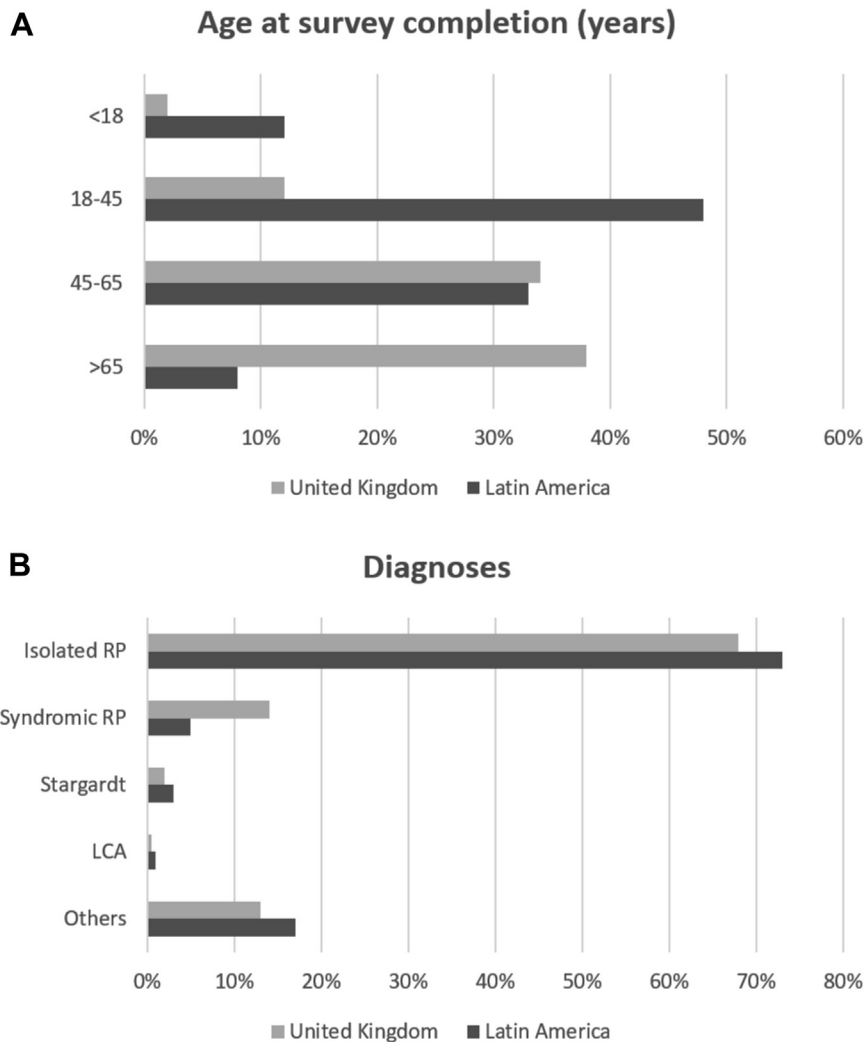 A
Age at survey completion (years)
<18
18-45
45-65
>65
0% 10% 20% 30% 40% 50% 60%
United Kingdom Latin America
B
Diagnoses
Isolated RP
Syndromic RP
Stargardt
LCA
Others
0% 10% 20% 30% 40% 50% 60% 70% 80%
United Kingdom Latin America